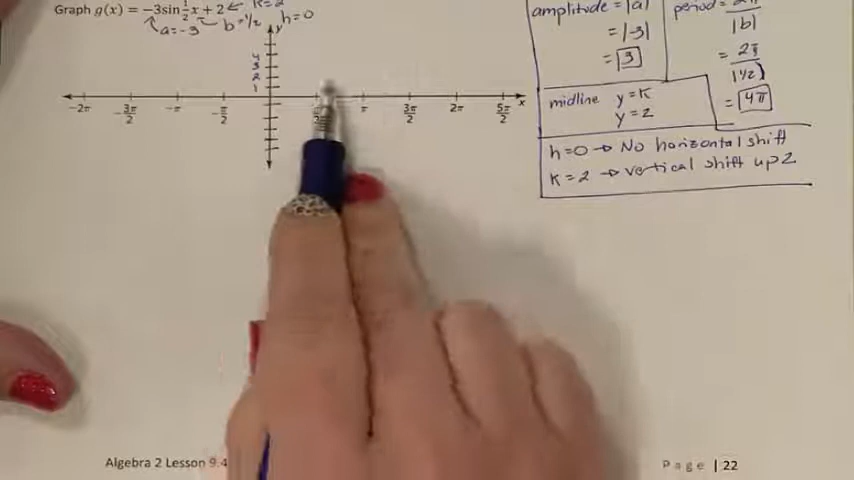 Graph g(x) = -3sin½x + 2 k=2
a=-3 b=½ h=0
y
4
3
2
1
-2π -3π/2 -π -π/2 π 3π/2 2π 5π/2 x
amplitude = |a|
= |-3|
= 3
period = 2π/|b|
= 2π/|½|
= 4π
midline y=k
y=2
h=0 → No horizontal shift
k=2 → vertical shift up 2
Algebra 2 Lesson 9.4
Page | 22